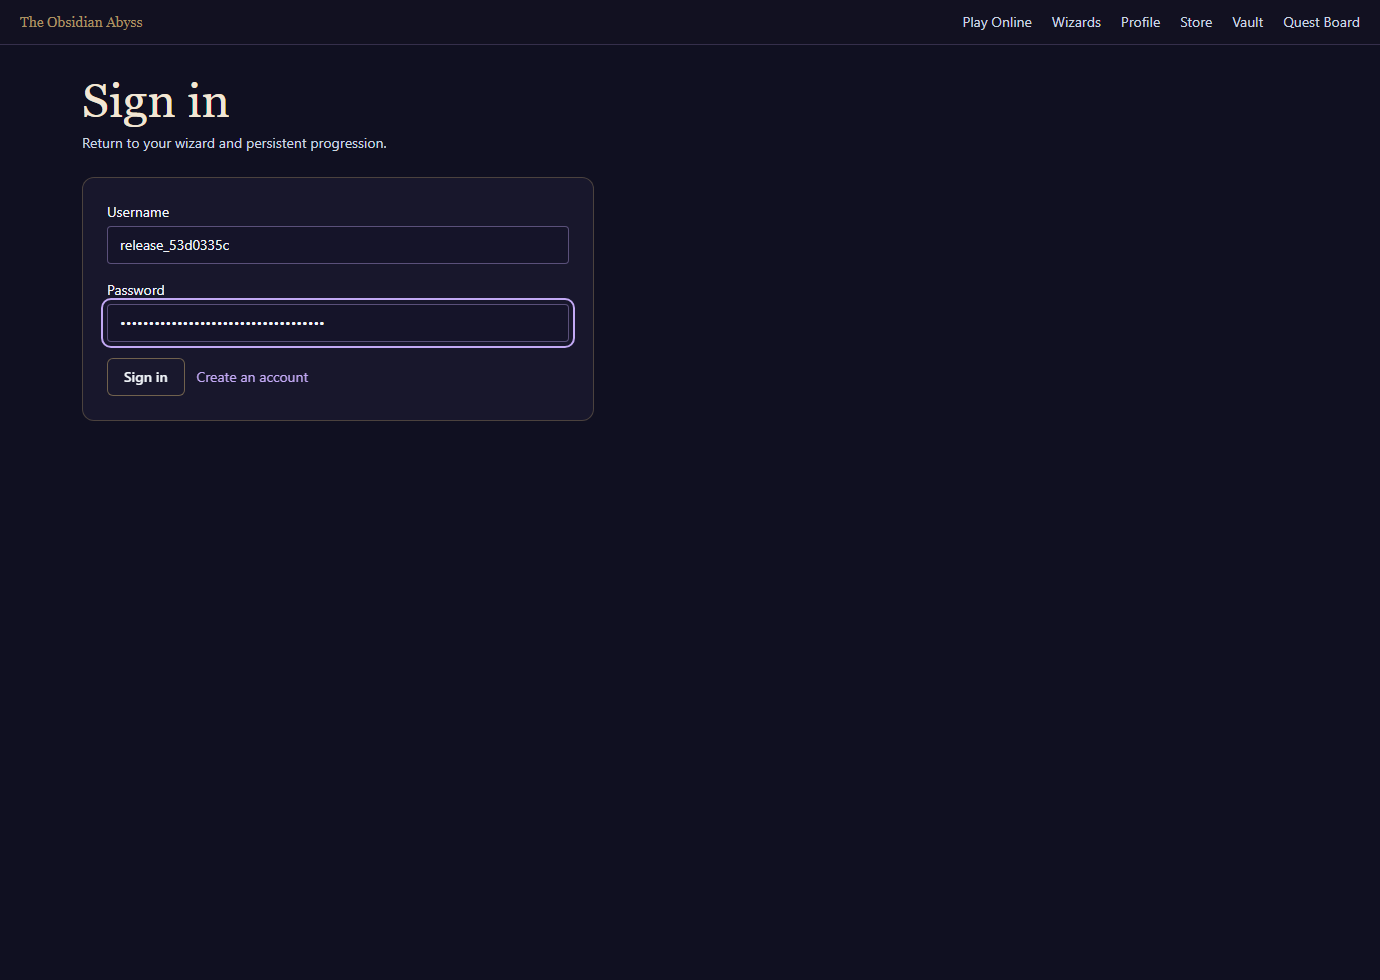 The Obsidian Abyss
Play Online Wizards Profile Store Vault Quest Board
Sign in
Return to your wizard and persistent progression.
Username
release_53d0335c
Password
••••••••••••••••••••••••••••••••••••
Sign in Create an account